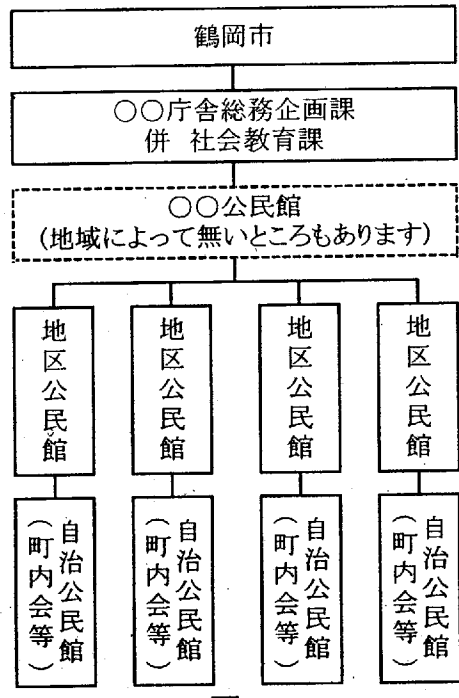 鶴岡市
○○庁舎総務企画課
併 社会教育課
○○公民館
(地域によって無いところもあります)
地区公民館
地区公民館
地区公民館
地区公民館
自治公民館
(町内会等)
自治公民館
(町内会等)
自治公民館
(町内会等)
自治公民館
(町内会等)